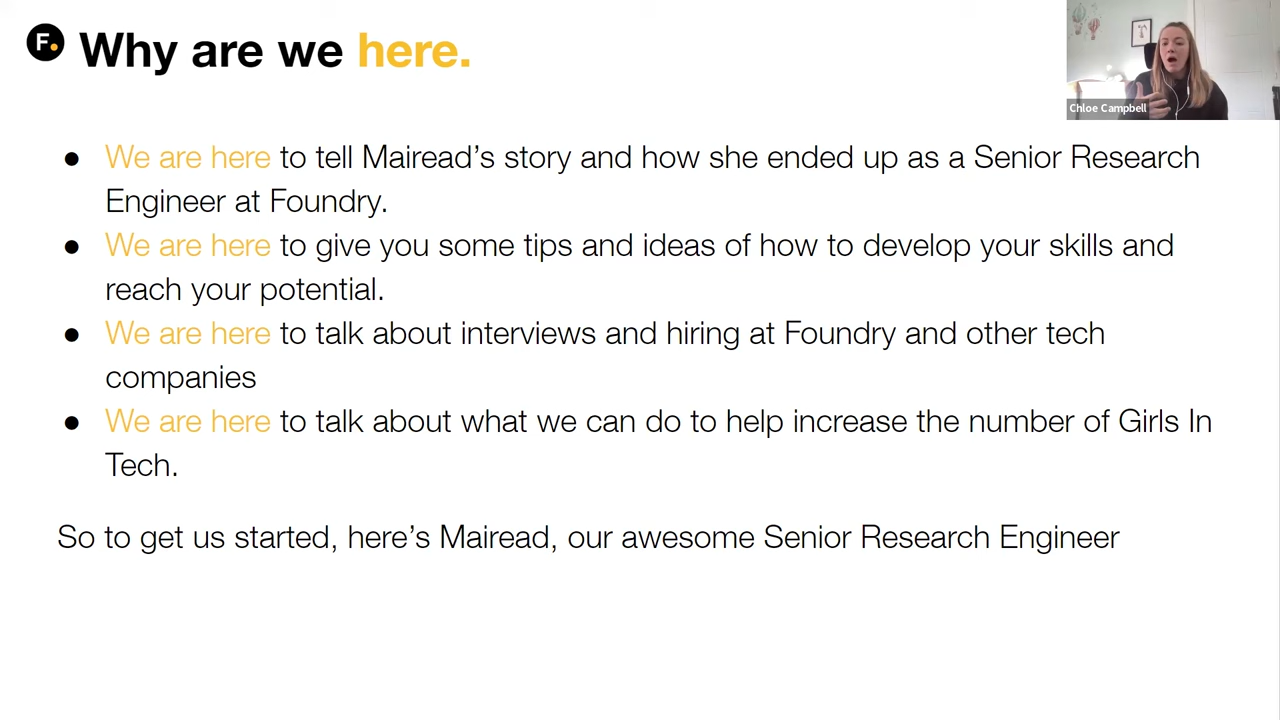 F.
Why are we here.
Chloe Campbell
● We are here to tell Mairead’s story and how she ended up as a Senior Research
Engineer at Foundry.
● We are here to give you some tips and ideas of how to develop your skills and
reach your potential.
● We are here to talk about interviews and hiring at Foundry and other tech
companies
● We are here to talk about what we can do to help increase the number of Girls In
Tech.
So to get us started, here’s Mairead, our awesome Senior Research Engineer